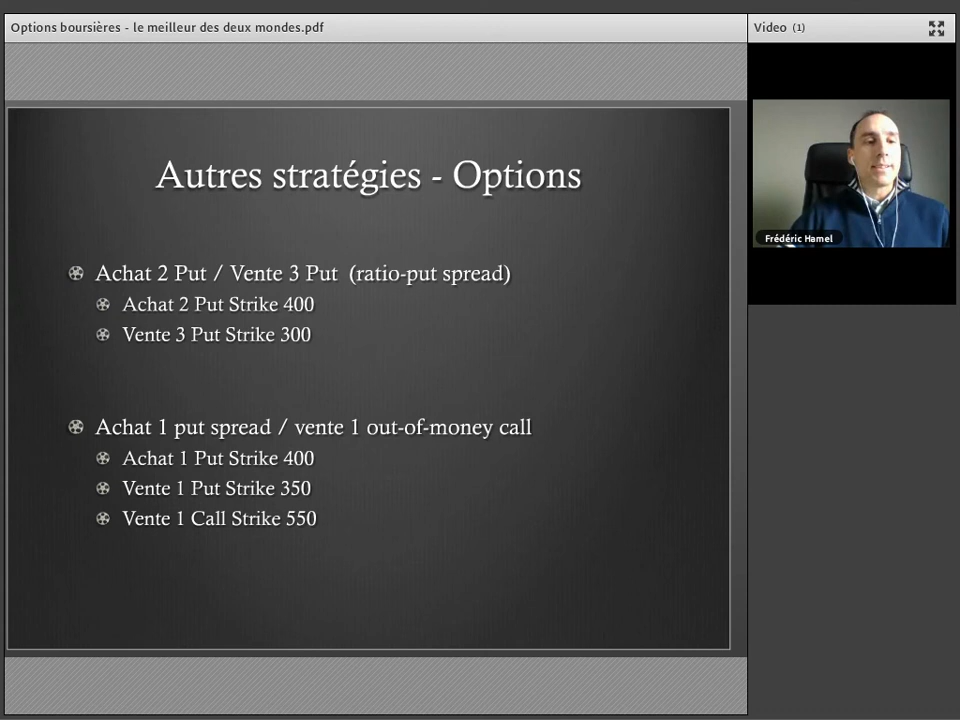 Options boursières - le meilleur des deux mondes.pdf
Video (1)
Frédéric Hamel
Autres stratégies - Options
Achat 2 Put / Vente 3 Put (ratio-put spread)
Achat 2 Put Strike 400
Vente 3 Put Strike 300
Achat 1 put spread / vente 1 out-of-money call
Achat 1 Put Strike 400
Vente 1 Put Strike 350
Vente 1 Call Strike 550